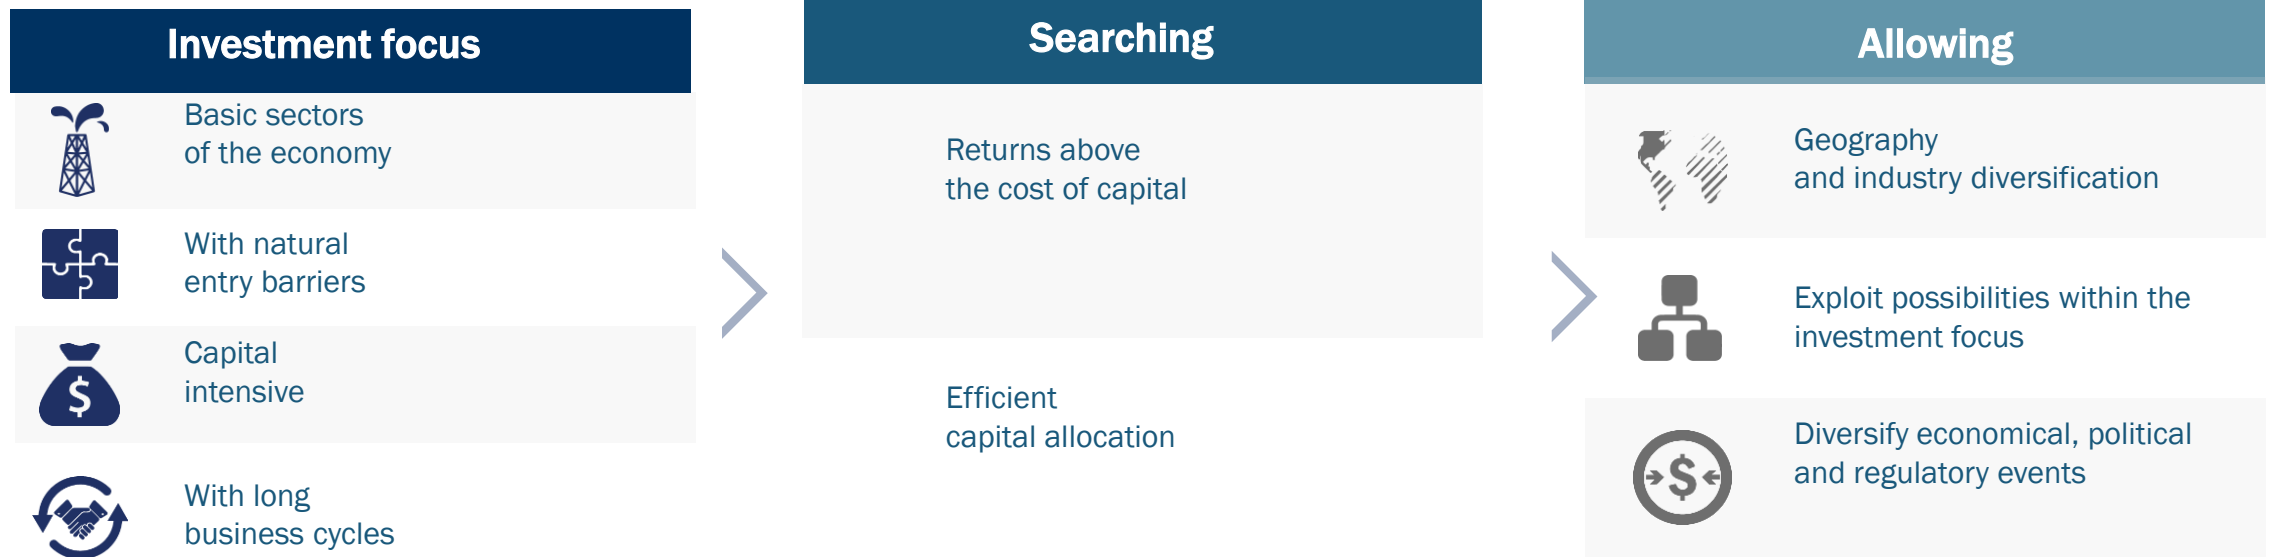 Investment focus
Basic sectors
of the economy
With natural
entry barriers
Capital
intensive
$
With long
business cycles
Searching
Returns above
the cost of capital
Efficient
capital allocation
Allowing
Geography
and industry diversification
Exploit possibilities within the
investment focus
Diversify economical, political
and regulatory events
$